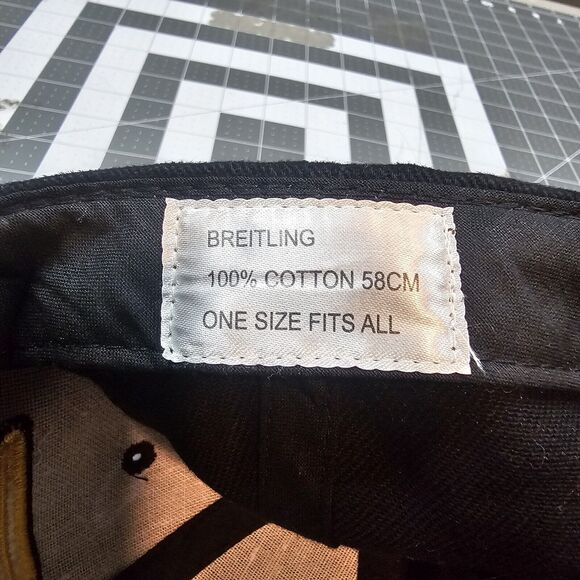 BREITLING
100% COTTON 58CM
ONE SIZE FITS ALL